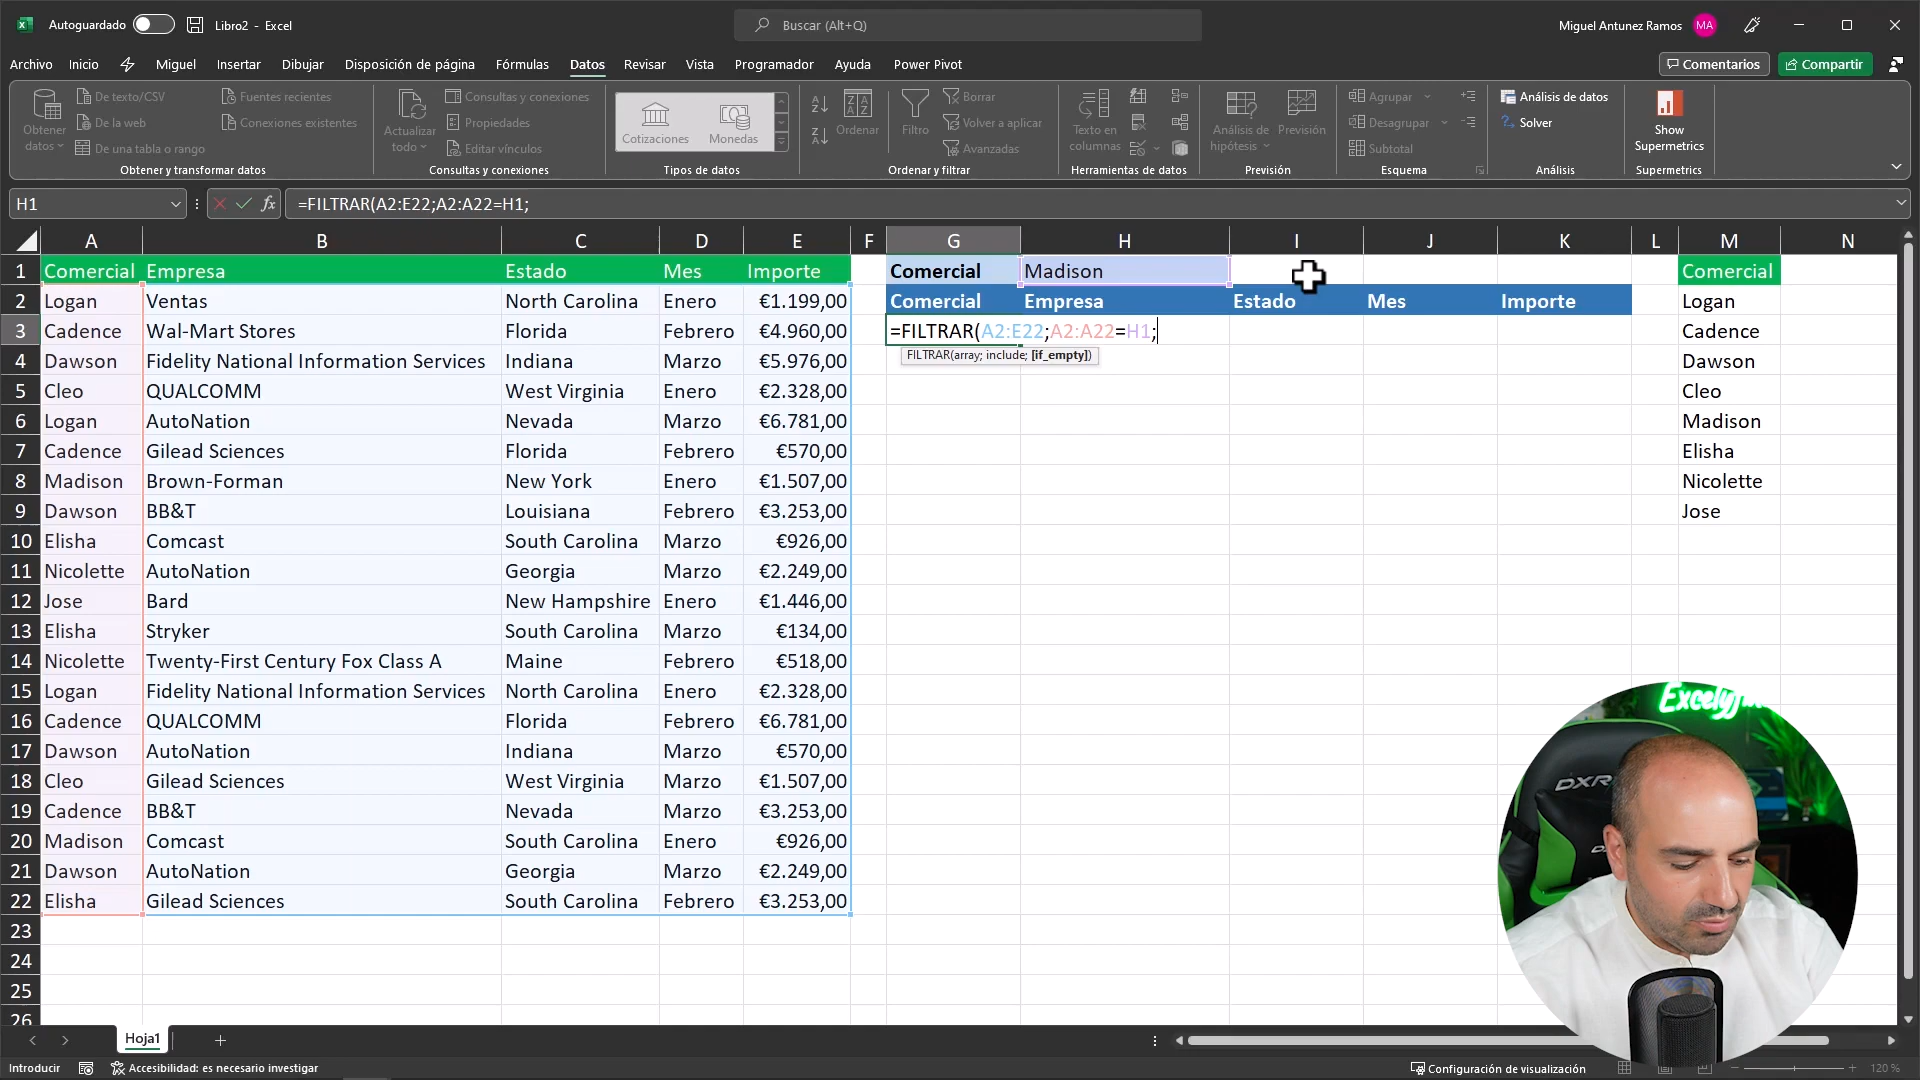 Autoguardado Libro2 - Excel Buscar (Alt+Q) Miguel Antunez Ramos MA
Archivo Inicio Miguel Insertar Dibujar Disposición de página Fórmulas Datos Revisar Vista Programador Ayuda Power Pivot Comentarios Compartir
Obtener datos
De texto/CSV
De la web
De una tabla o rango
Fuentes recientes
Conexiones existentes
Obtener y transformar datos
Actualizar todo
Consultas y conexiones
Propiedades
Editar vínculos
Consultas y conexiones
Cotizaciones Monedas
Tipos de datos
Ordenar
Filtro
Borrar
Volver a aplicar
Avanzadas
Ordenar y filtrar
Texto en columnas
Herramientas de datos
Análisis de hipótesis
Previsión
Previsión
Agrupar
Desagrupar
Subtotal
Esquema
Análisis de datos
Solver
Análisis
Show Supermetrics
Supermetrics
H1 fx =FILTRAR(A2:E22;A2:A22=H1;
A B C D E F G H I J K L M N
1 Comercial Empresa Estado Mes Importe Comercial Madison Comercial
2 Logan Ventas North Carolina Enero €1.199,00 Comercial Empresa Estado Mes Importe Logan
3 Cadence Wal-Mart Stores Florida Febrero €4.960,00 =FILTRAR(A2:E22;A2:A22=H1; Cadence
FILTRAR(array; include; [if_empty])
4 Dawson Fidelity National Information Services Indiana Marzo €5.976,00 Dawson
5 Cleo QUALCOMM West Virginia Enero €2.328,00 Cleo
6 Logan AutoNation Nevada Marzo €6.781,00 Madison
7 Cadence Gilead Sciences Florida Febrero €570,00 Elisha
8 Madison Brown-Forman New York Enero €1.507,00 Nicolette
9 Dawson BB&T Louisiana Febrero €3.253,00 Jose
10 Elisha Comcast South Carolina Marzo €926,00
11 Nicolette AutoNation Georgia Marzo €2.249,00
12 Jose Bard New Hampshire Enero €1.446,00
13 Elisha Stryker South Carolina Marzo €134,00
14 Nicolette Twenty-First Century Fox Class A Maine Febrero €518,00
15 Logan Fidelity National Information Services North Carolina Enero €2.328,00
16 Cadence QUALCOMM Florida Febrero €6.781,00
17 Dawson AutoNation Indiana Marzo €570,00
18 Cleo Gilead Sciences West Virginia Marzo €1.507,00
19 Cadence BB&T Nevada Marzo €3.253,00
20 Madison Comcast South Carolina Enero €926,00
21 Dawson AutoNation Georgia Marzo €2.249,00
22 Elisha Gilead Sciences South Carolina Febrero €3.253,00
23
24
25
26
DXR
Hoja1
Introducir Accesibilidad: es necesario investigar Configuración de visualización 120 %